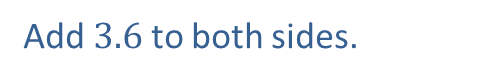 Add 3.6 to both sides.